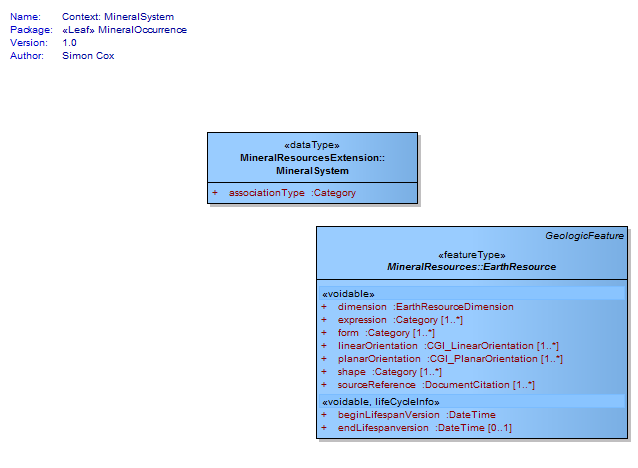 Name: Context: MineralSystem
Package: «Leaf» MineralOccurrence
Version: 1.0
Author: Simon Cox
«dataType»
MineralResourcesExtension::
MineralSystem
+ associationType :Category
GeologicFeature
«featureType»
MineralResources::EarthResource
«voidable»
+ dimension :EarthResourceDimension
+ expression :Category [1..*]
+ form :Category [1..*]
+ linearOrientation :CGI_LinearOrientation [1..*]
+ planarOrientation :CGI_PlanarOrientation [1..*]
+ shape :Category [1..*]
+ sourceReference :DocumentCitation [1..*]
«voidable, lifeCycleInfo»
+ beginLifespanVersion :DateTime
+ endLifespanversion :DateTime [0..1]